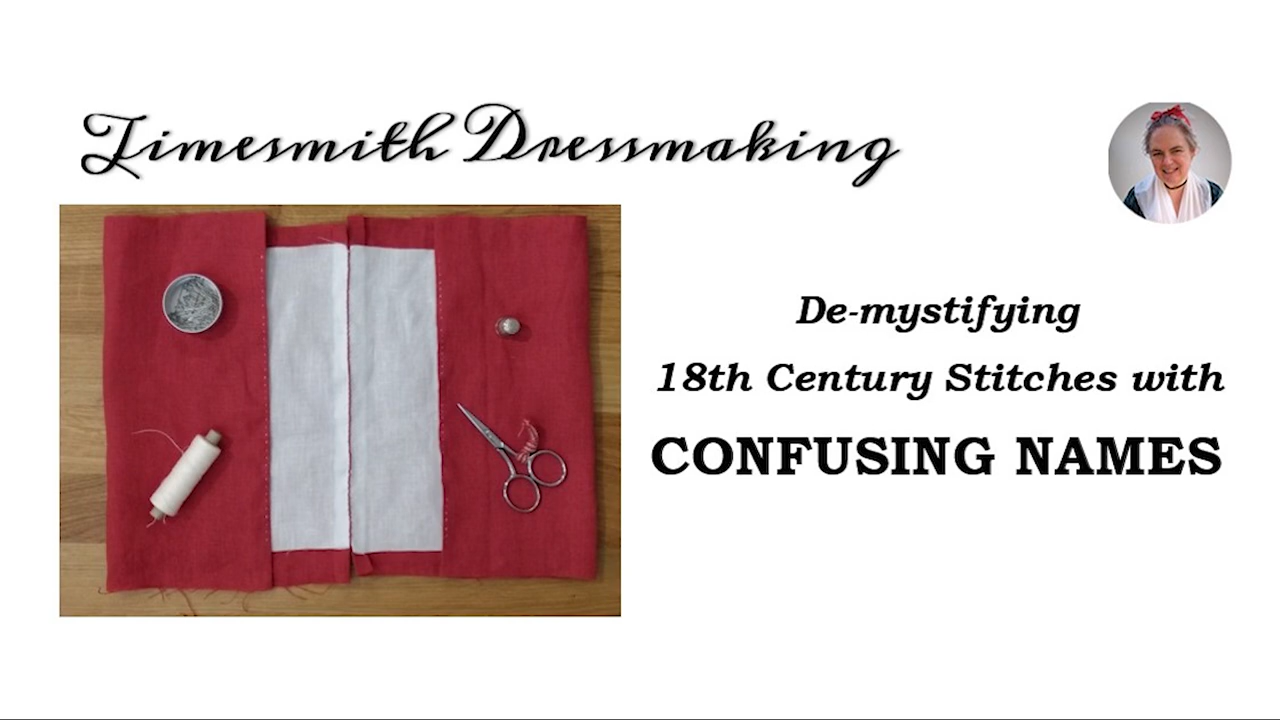 Timesmith Dressmaking
De-mystifying
18th Century Stitches with
CONFUSING NAMES